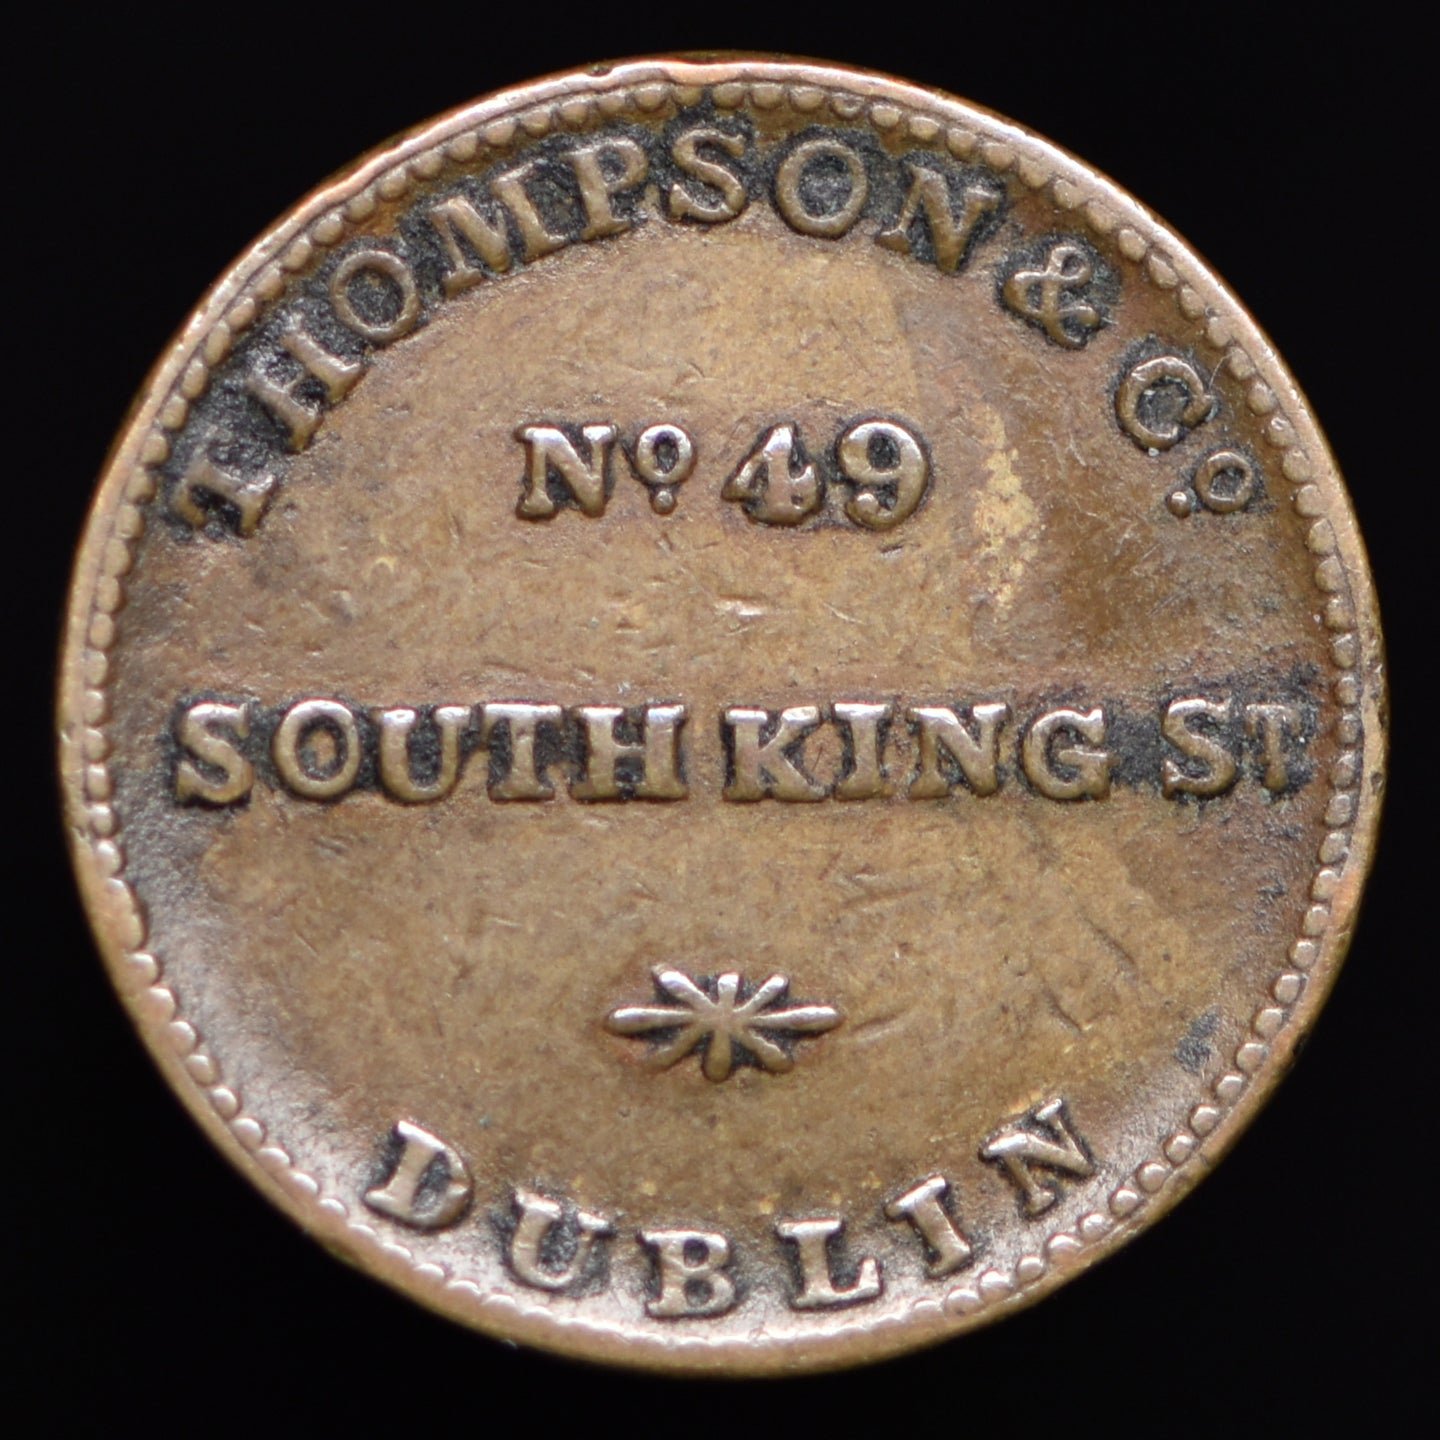 THOMPSON & Co.
No. 49
SOUTH KING ST
DUBLIN